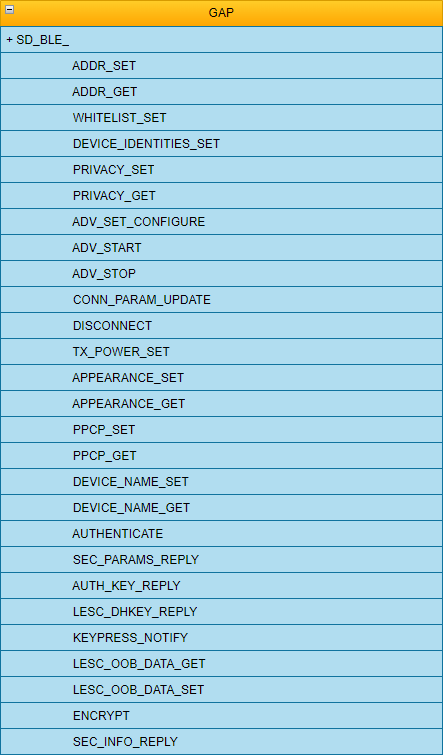 GAP
+ SD_BLE_
ADDR_SET
ADDR_GET
WHITELIST_SET
DEVICE_IDENTITIES_SET
PRIVACY_SET
PRIVACY_GET
ADV_SET_CONFIGURE
ADV_START
ADV_STOP
CONN_PARAM_UPDATE
DISCONNECT
TX_POWER_SET
APPEARANCE_SET
APPEARANCE_GET
PPCP_SET
PPCP_GET
DEVICE_NAME_SET
DEVICE_NAME_GET
AUTHENTICATE
SEC_PARAMS_REPLY
AUTH_KEY_REPLY
LESC_DHKEY_REPLY
KEYPRESS_NOTIFY
LESC_OOB_DATA_GET
LESC_OOB_DATA_SET
ENCRYPT
SEC_INFO_REPLY